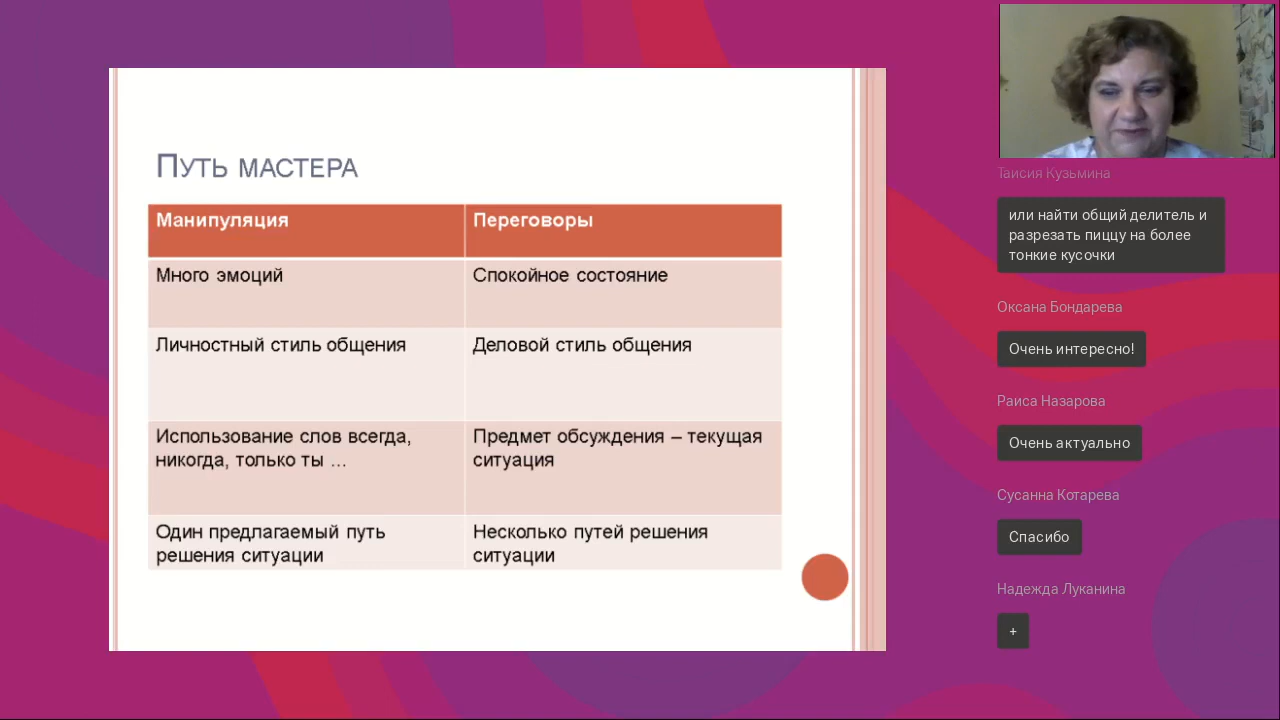 Путь мастера
Манипуляция
Переговоры
Много эмоций
Спокойное состояние
Личностный стиль общения
Деловой стиль общения
Использование слов всегда,
никогда, только ты ...
Предмет обсуждения – текущая
ситуация
Один предлагаемый путь
решения ситуации
Несколько путей решения
ситуации
Таисия Кузьмина
или найти общий делитель и
разрезать пиццу на более
тонкие кусочки
Оксана Бондарева
Очень интересно!
Раиса Назарова
Очень актуально
Сусанна Котарева
Спасибо
Надежда Луканина
+